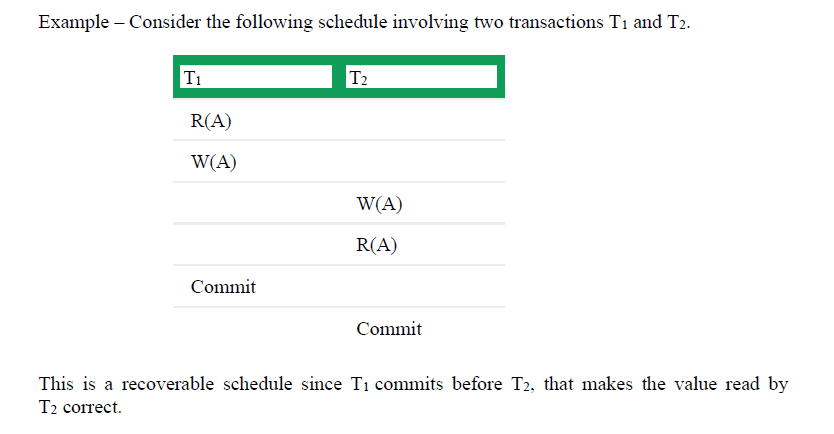 Example – Consider the following schedule involving two transactions T1 and T2.
T1 T2
R(A)
W(A)
W(A)
R(A)
Commit
Commit
This is a recoverable schedule since T1 commits before T2, that makes the value read by
T2 correct.